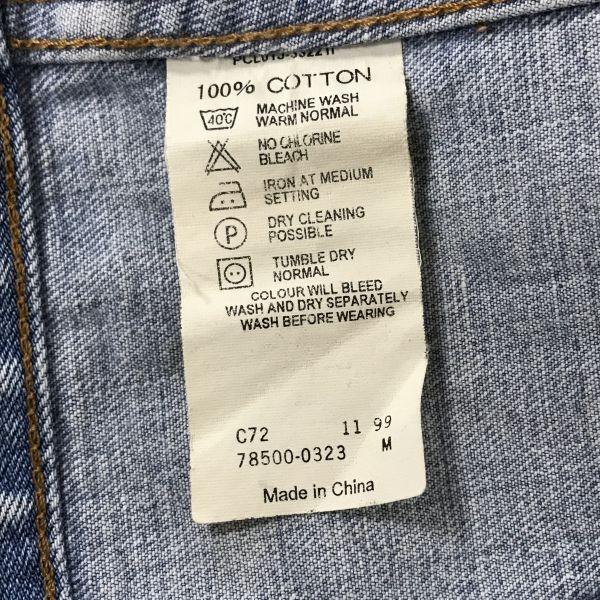 100% COTTON
40°C MACHINE WASH
WARM NORMAL
NO CHLORINE
BLEACH
IRON AT MEDIUM
SETTING
P DRY CLEANING
POSSIBLE
TUMBLE DRY
NORMAL
COLOUR WILL BLEED
WASH AND DRY SEPARATELY
WASH BEFORE WEARING
C72 11 99
78500-0323 M
Made in China